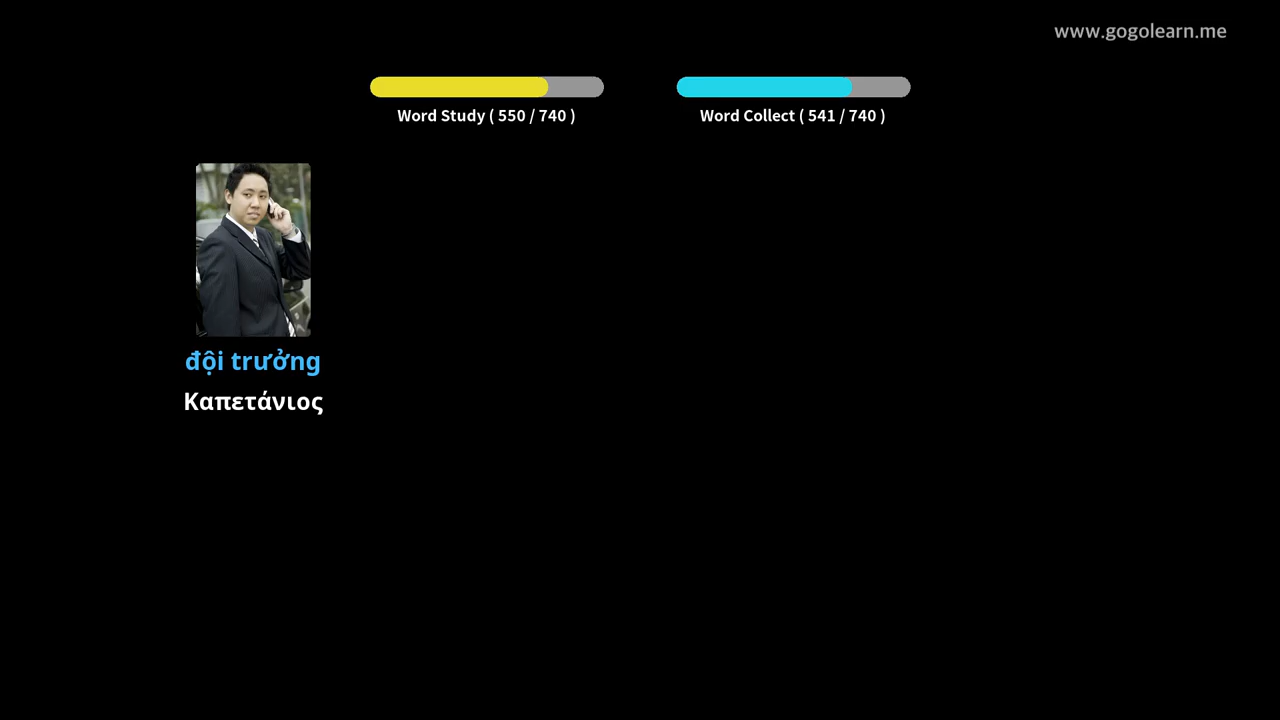 www.gogolearn.me
Word Study ( 550 / 740 )
Word Collect ( 541 / 740 )
đội trưởng
Καπετάνιος